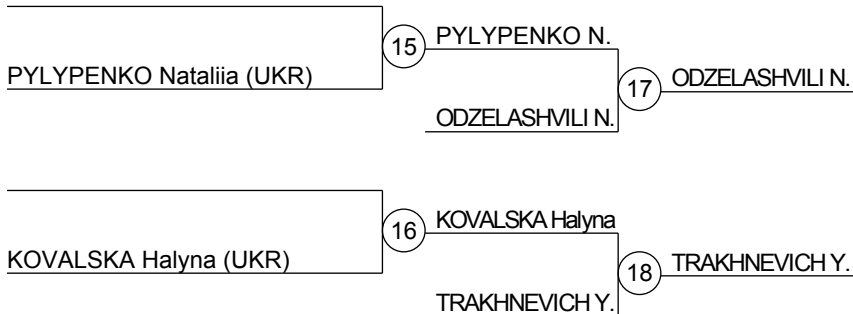 15 PYLYPENKO N.
PYLYPENKO Nataliia (UKR)
17 ODZELASHVILI N.
ODZELASHVILI N.
16 KOVALSKA Halyna
KOVALSKA Halyna (UKR)
18 TRAKHNEVICH Y.
TRAKHNEVICH Y.